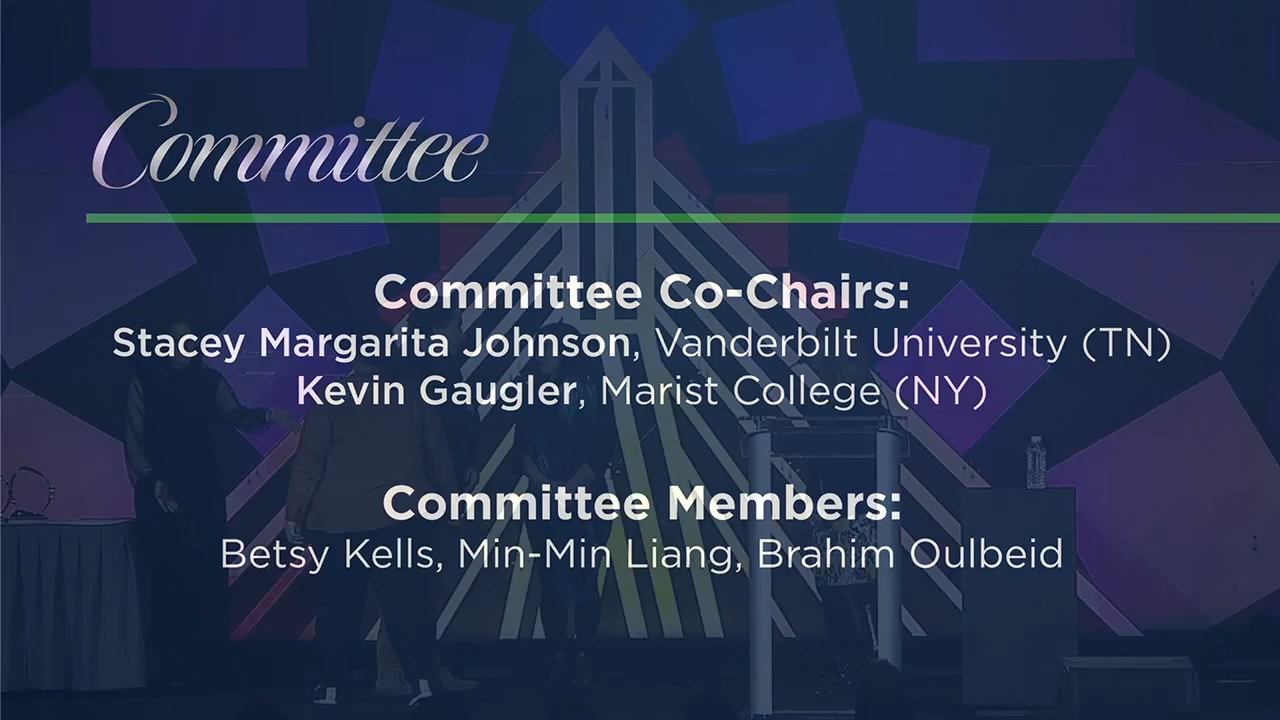 Committee
Committee Co-Chairs:
Stacey Margarita Johnson, Vanderbilt University (TN)
Kevin Gaugler, Marist College (NY)
Committee Members:
Betsy Kells, Min-Min Liang, Brahim Oulbeid